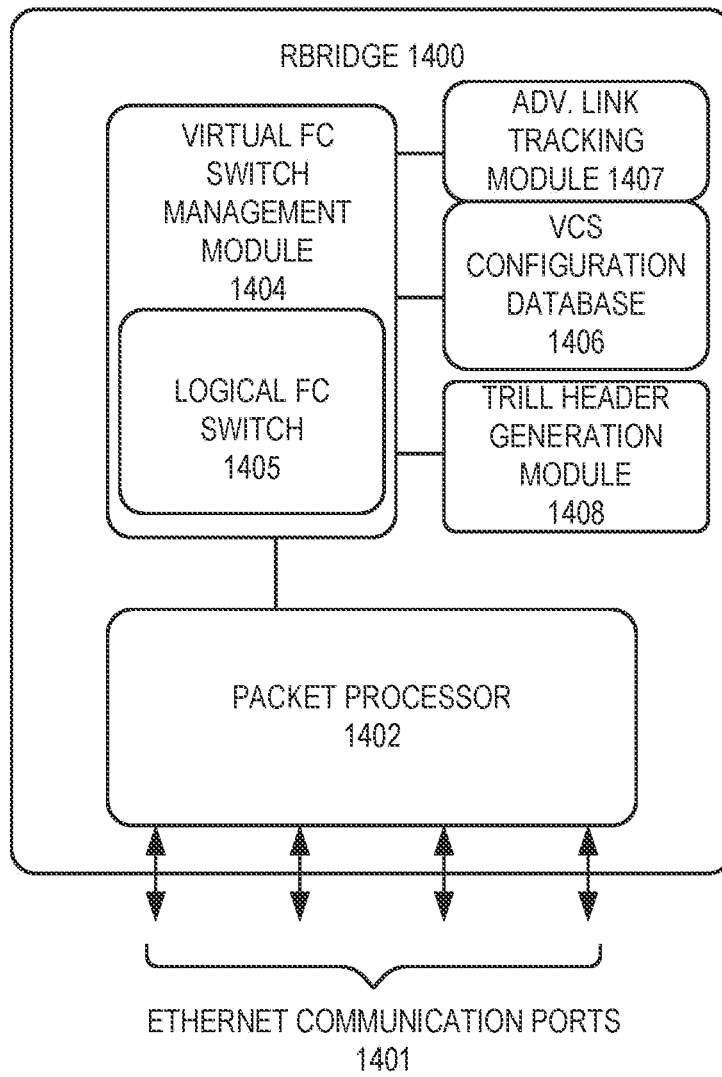 RBRIDGE 1400
VIRTUAL FC
SWITCH
MANAGEMENT
MODULE
1404
LOGICAL FC
SWITCH
1405
ADV. LINK
TRACKING
MODULE 1407
VCS
CONFIGURATION
DATABASE
1406
TRILL HEADER
GENERATION
MODULE
1408
PACKET PROCESSOR
1402
ETHERNET COMMUNICATION PORTS
1401